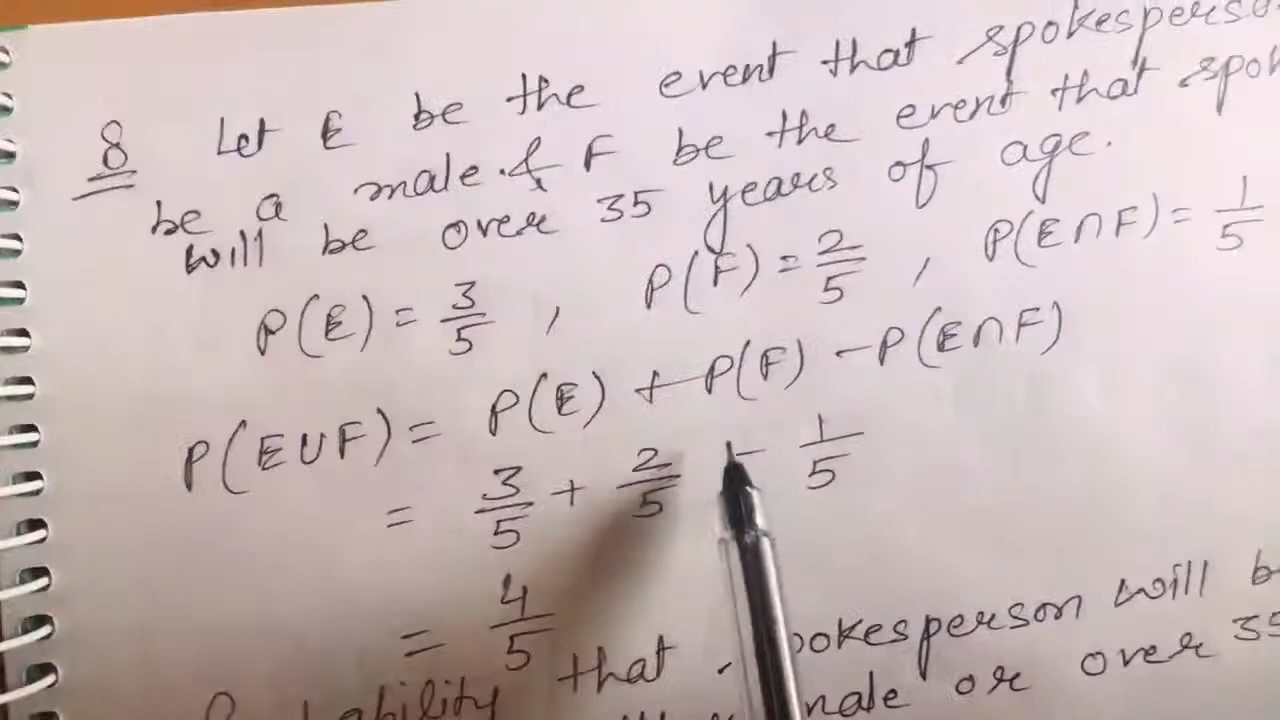 8 Let E be the event that spokesperso
be a male & F be the event that spok
will be over 35 years of age.
P(E) = 3/5 , P(F) = 2/5 , P(E∩F) = 1/5
P(E∪F) = P(E) + P(F) - P(E∩F)
= 3/5 + 2/5 - 1/5
= 4/5
that spokesperson will b
male or over 35